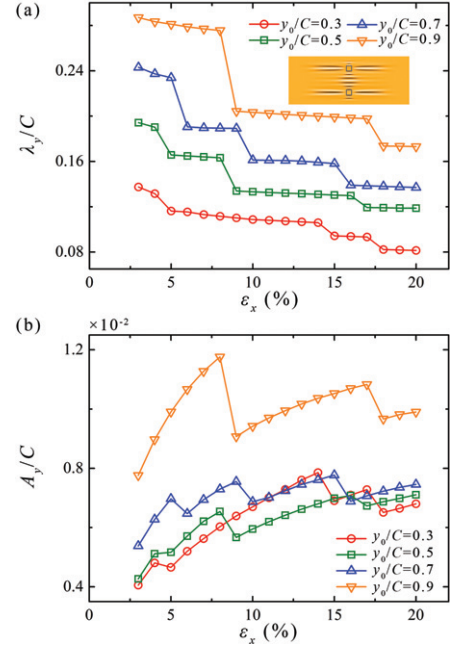 (a)
y₀/C=0.3
y₀/C=0.7
y₀/C=0.5
y₀/C=0.9
0.24
0.16
0.08
λy/C
0
5
10
15
20
εx (%)
(b)
×10⁻²
1.2
0.8
0.4
Ay/C
y₀/C=0.3
y₀/C=0.5
y₀/C=0.7
y₀/C=0.9
0
5
10
15
20
εx (%)